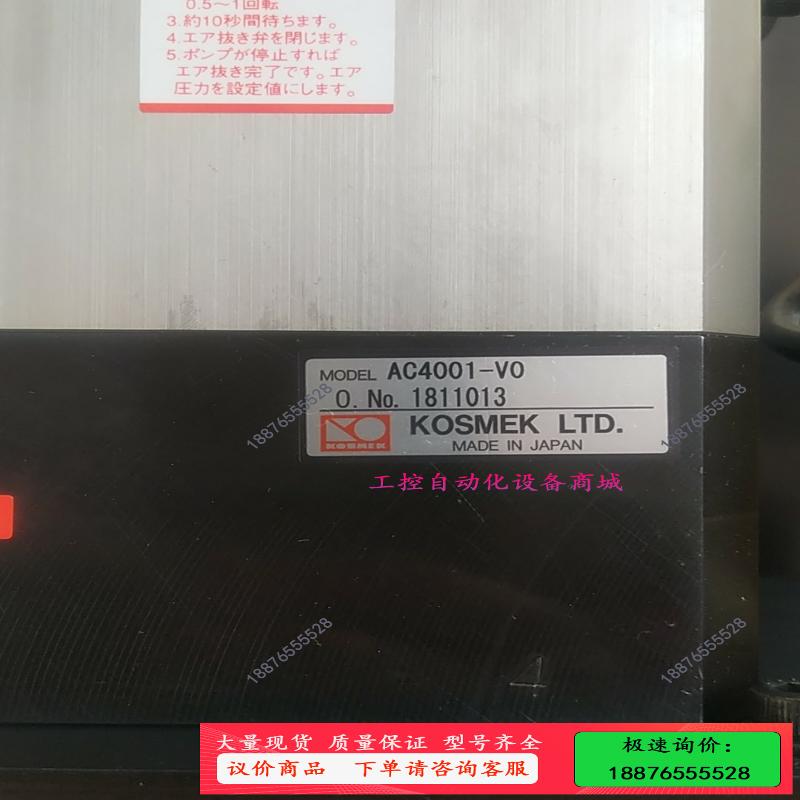 0.5～1回転
3.約10秒間待ちます。
4.エア抜き弁を閉じます。
5.ポンプが停止すれば
エア抜き完了です。エア
圧力を設定値にします。
MODEL AC4001-V0
O. No. 1811013
KOSMEK
KOSMEK LTD.
MADE IN JAPAN
工控自动化设备商城
18876555528
18876555528
18876555528
18876555528
4
大量现货 质量保证 型号齐全
议价商品 下单请咨询客服
极速询价：
18876555528